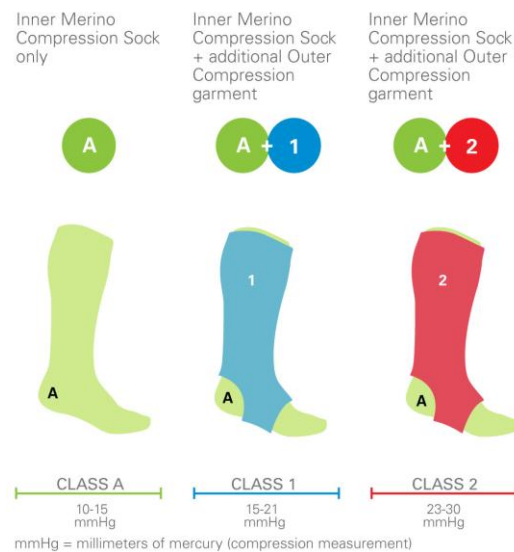 Inner Merino
Compression Sock
only
Inner Merino
Compression Sock
+ additional Outer
Compression
garment
Inner Merino
Compression Sock
+ additional Outer
Compression
garment
A
A + 1
A + 2
1
2
A
A
A
CLASS A
CLASS 1
CLASS 2
10-15
mmHg
15-21
mmHg
23-30
mmHg
mmHg = millimeters of mercury (compression measurement)